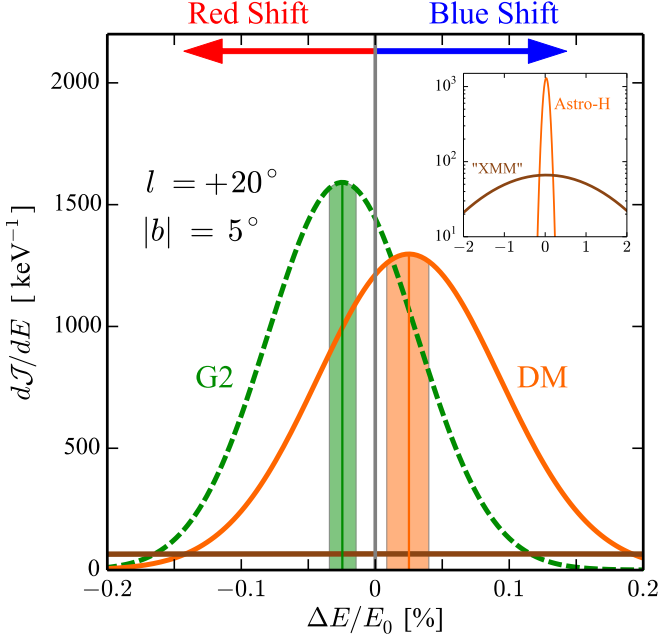 Red Shift
Blue Shift
2000
1500
1000
500
0
dJ/dE [keV⁻¹]
l = +20°
|b| = 5°
G2
DM
10³
10²
10¹
Astro-H
"XMM"
−2 −1 0 1 2
−0.2 −0.1 0 0.1 0.2
ΔE/E₀ [%]